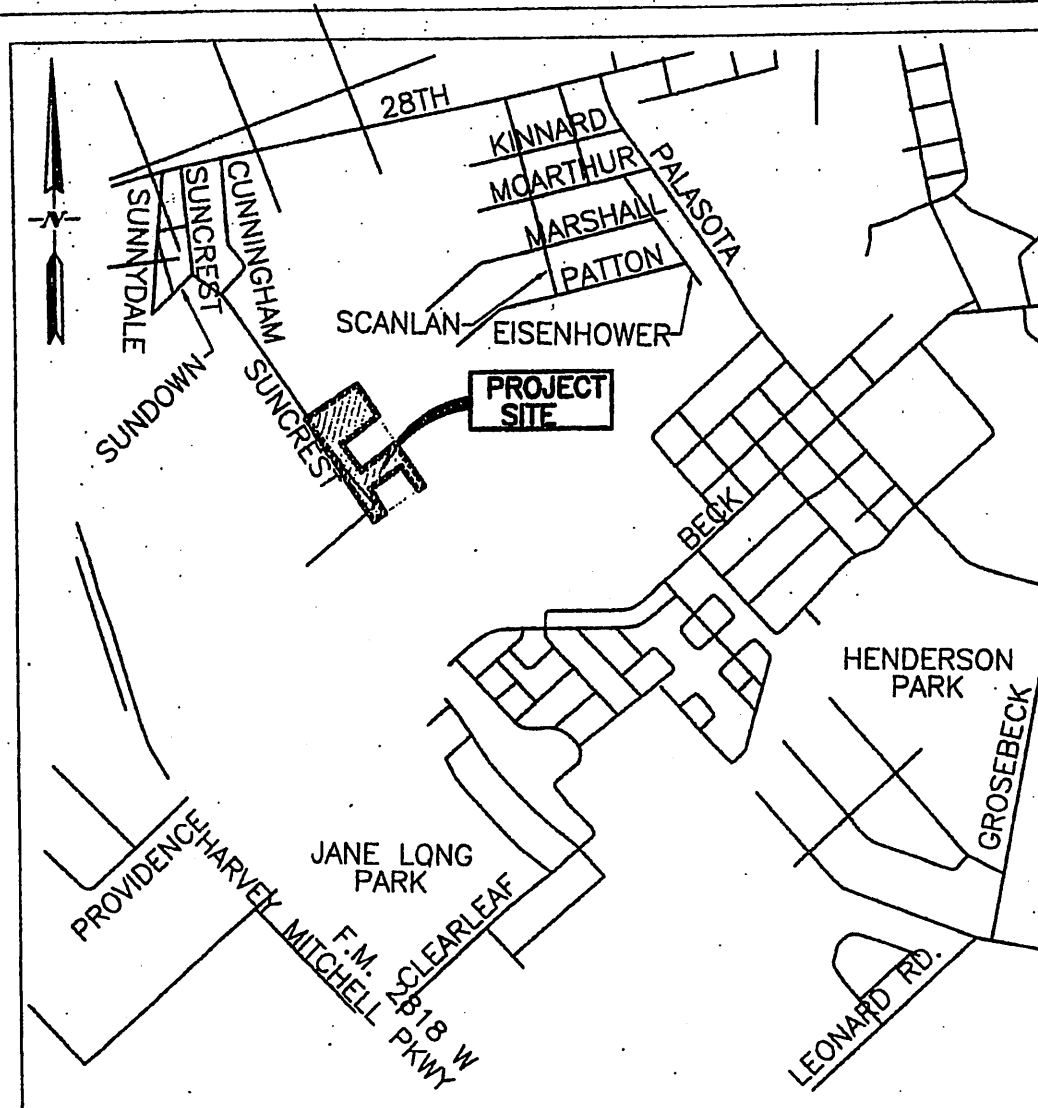 28TH
KINNARD
MCARTHUR
MARSHALL
PATTON
PALASOTA
SUNNYDALE
SUNCREST
CUNNINGHAM
N
SCANLAN
EISENHOWER
SUNDOWN
SUNCREST
PROJECT
SITE
BECK
HENDERSON
PARK
GROSEBECK
PROVIDENCE
HARVEY MITCHELL PKWY
F.M. 2818 W
JANE LONG
PARK
CLEARLEAF
LEONARD RD.